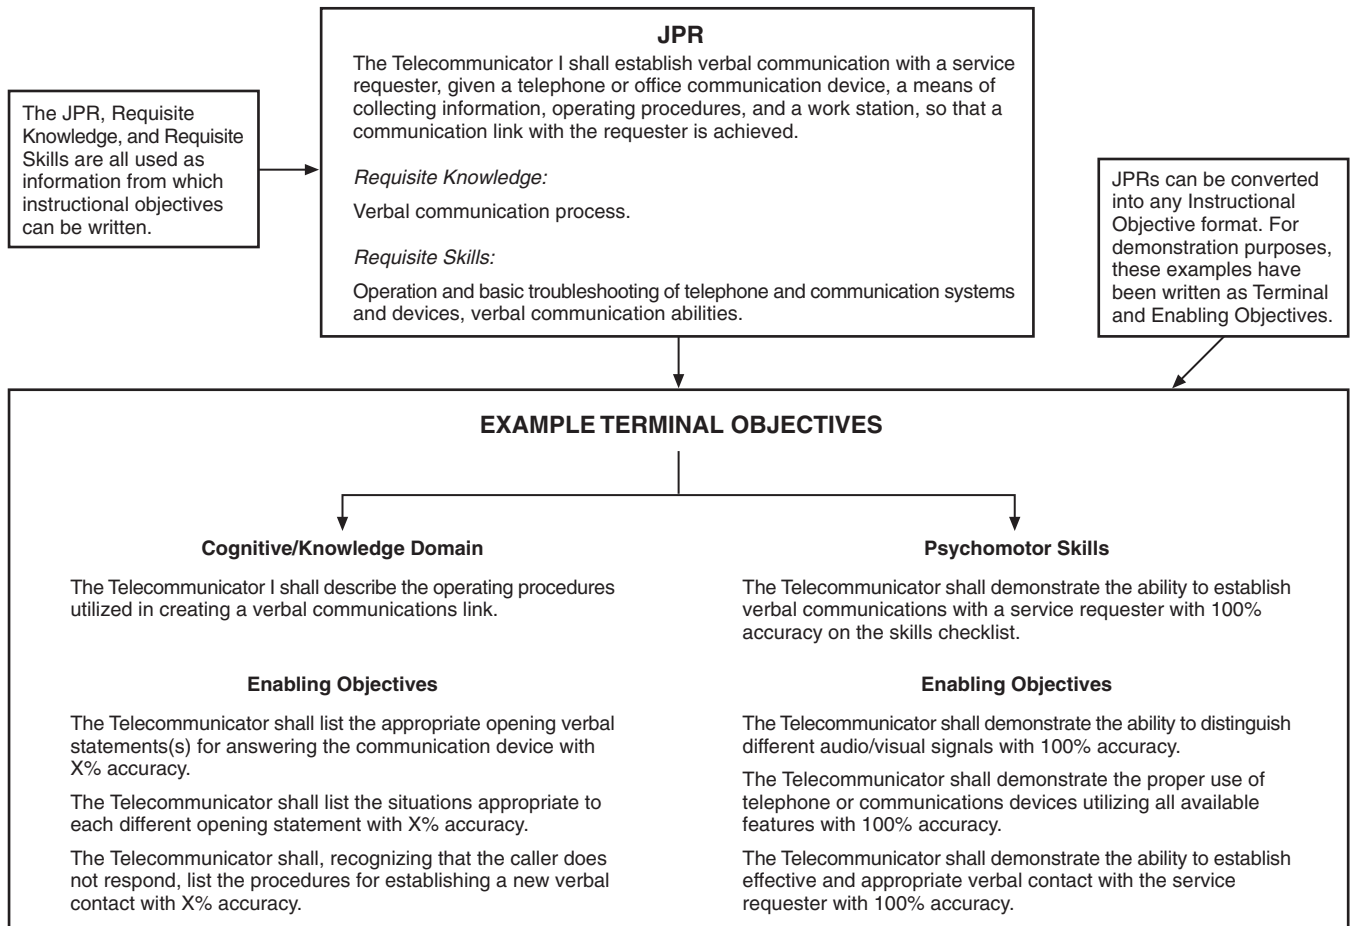 JPR
The Telecommunicator I shall establish verbal communication with a service
requester, given a telephone or office communication device, a means of
collecting information, operating procedures, and a work station, so that a
communication link with the requester is achieved.
Requisite Knowledge:
Verbal communication process.
Requisite Skills:
Operation and basic troubleshooting of telephone and communication systems
and devices, verbal communication abilities.
The JPR, Requisite
Knowledge, and Requisite
Skills are all used as
information from which
instructional objectives
can be written.
JPRs can be converted
into any Instructional
Objective format. For
demonstration purposes,
these examples have
been written as Terminal
and Enabling Objectives.
EXAMPLE TERMINAL OBJECTIVES
Cognitive/Knowledge Domain
The Telecommunicator I shall describe the operating procedures
utilized in creating a verbal communications link.
Enabling Objectives
The Telecommunicator shall list the appropriate opening verbal
statements(s) for answering the communication device with
X% accuracy.
The Telecommunicator shall list the situations appropriate to
each different opening statement with X% accuracy.
The Telecommunicator shall, recognizing that the caller does
not respond, list the procedures for establishing a new verbal
contact with X% accuracy.
Psychomotor Skills
The Telecommunicator shall demonstrate the ability to establish
verbal communications with a service requester with 100%
accuracy on the skills checklist.
Enabling Objectives
The Telecommunicator shall demonstrate the ability to distinguish
different audio/visual signals with 100% accuracy.
The Telecommunicator shall demonstrate the proper use of
telephone or communications devices utilizing all available
features with 100% accuracy.
The Telecommunicator shall demonstrate the ability to establish
effective and appropriate verbal contact with the service
requester with 100% accuracy.